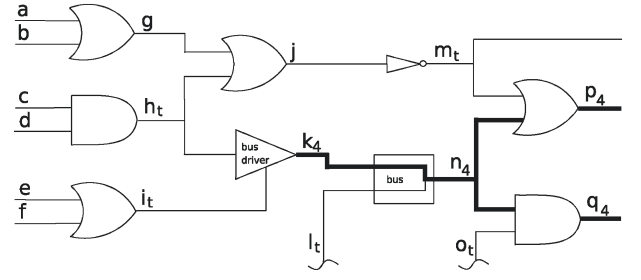 a
b
g
c
d
h_t
e
f
i_t
j
m_t
p_4
bus
driver
k_4
bus
n_4
l_t
o_t
q_4